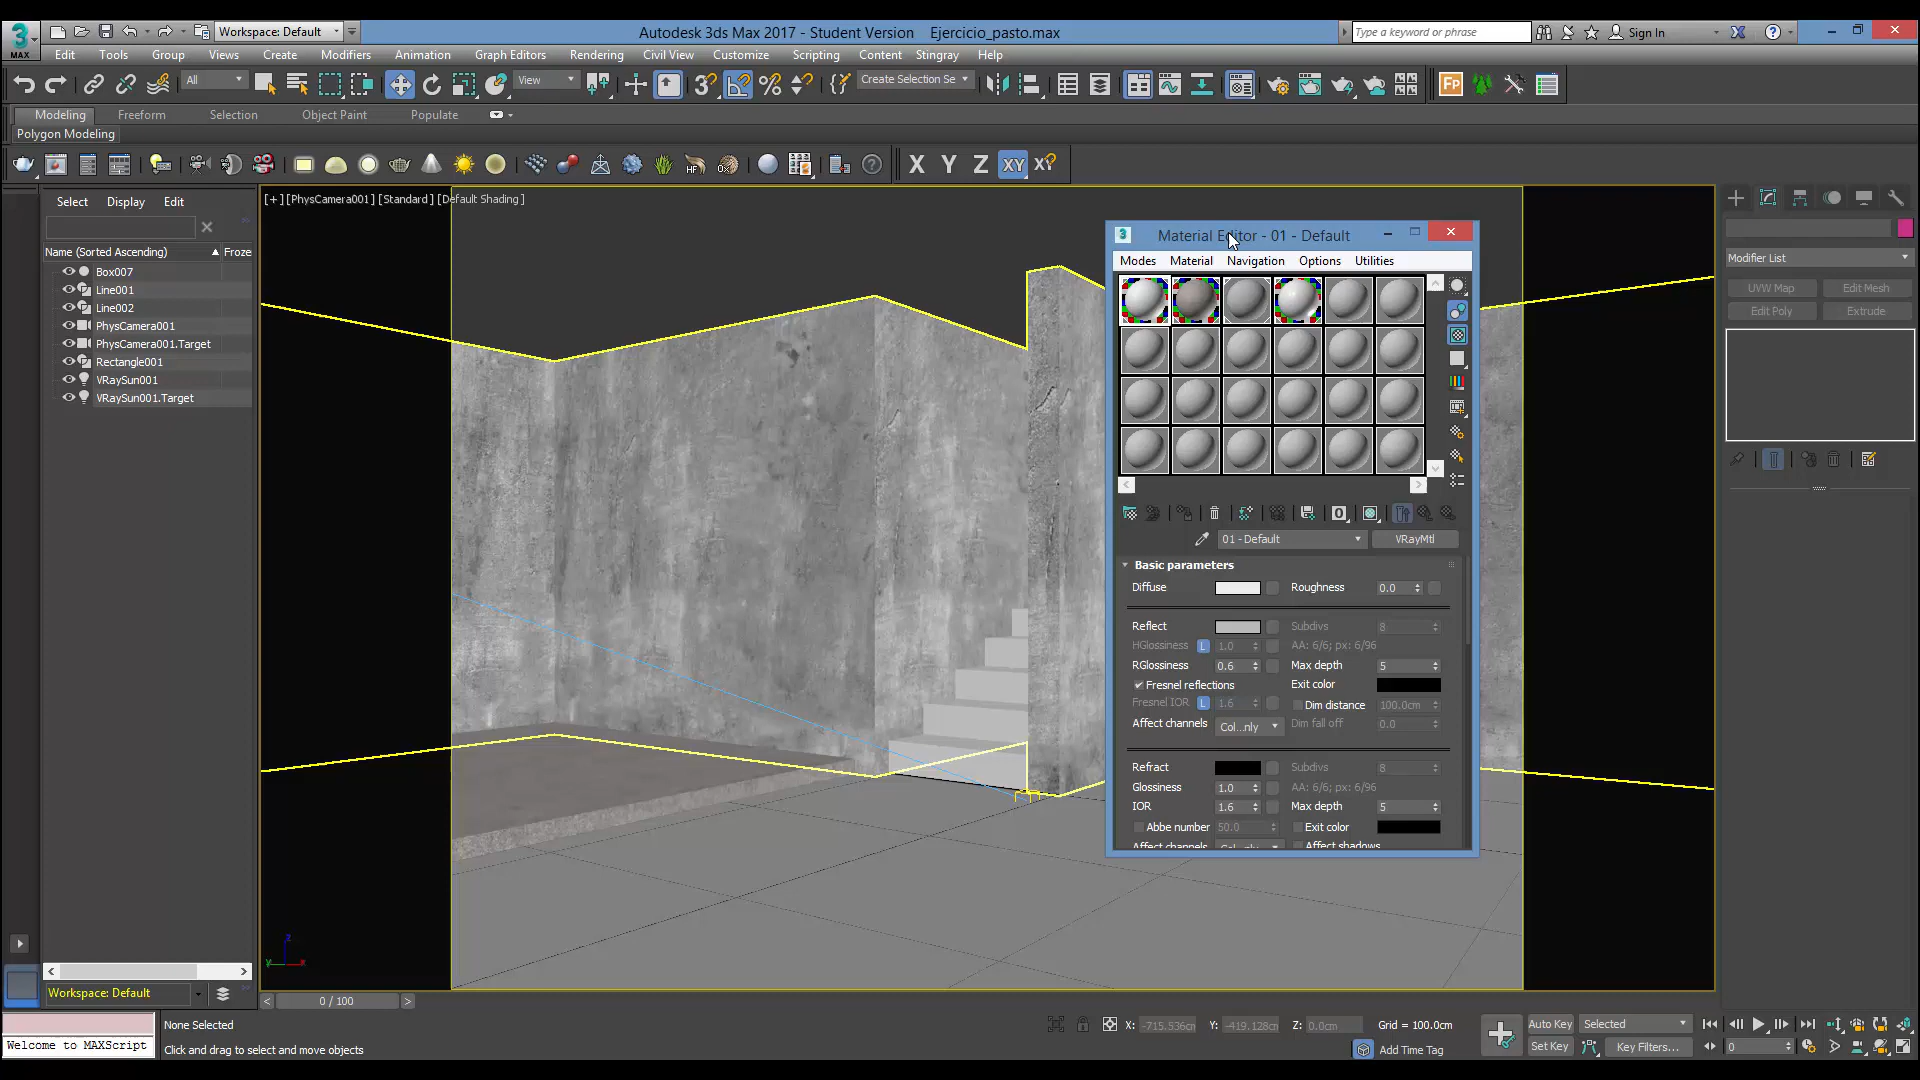 Workspace: Default
Autodesk 3ds Max 2017 - Student Version Ejercicio_pasto.max
Type a keyword or phrase
Sign In
MAX
Edit Tools Group Views Create Modifiers Animation Graph Editors Rendering Civil View Customize Scripting Content Stingray Help
All
View
Create Selection Se
Fp
Modeling Freeform Selection Object Paint Populate
Polygon Modeling
HF
X Y Z XY
Select Display Edit
[+] [PhysCamera001] [Standard] [Default Shading]
Name (Sorted Ascending) Froze
Box007
Line001
Line002
PhysCamera001
PhysCamera001.Target
Rectangle001
VRaySun001
VRaySun001.Target
Material Editor - 01 - Default
Modes Material Navigation Options Utilities
01 - Default VRayMtl
Basic parameters
Diffuse Roughness 0.0
Reflect Subdivs 8
HGlossiness L 1.0 AA: 6/6; px: 6/96
RGlossiness 0.6 Max depth 5
Fresnel reflections Exit color
Fresnel IOR L 1.6 Dim distance 100.0cm
Affect channels Col...nly Dim fall off 0.0
Refract Subdivs 8
Glossiness 1.0 AA: 6/6; px: 6/96
IOR 1.6 Max depth 5
Abbe number 50.0 Exit color
Affect channels Col...nly Affect shadows
Modifier List
UVW Map Edit Mesh
Edit Poly Extrude
z
y x
Workspace: Default
0 / 100
None Selected
X: -715.536cm Y: -419.128cm Z: 0.0cm Grid = 100.0cm
Auto Key Selected
Welcome to MAXScript
Click and drag to select and move objects
Add Time Tag
Set Key Key Filters...
0